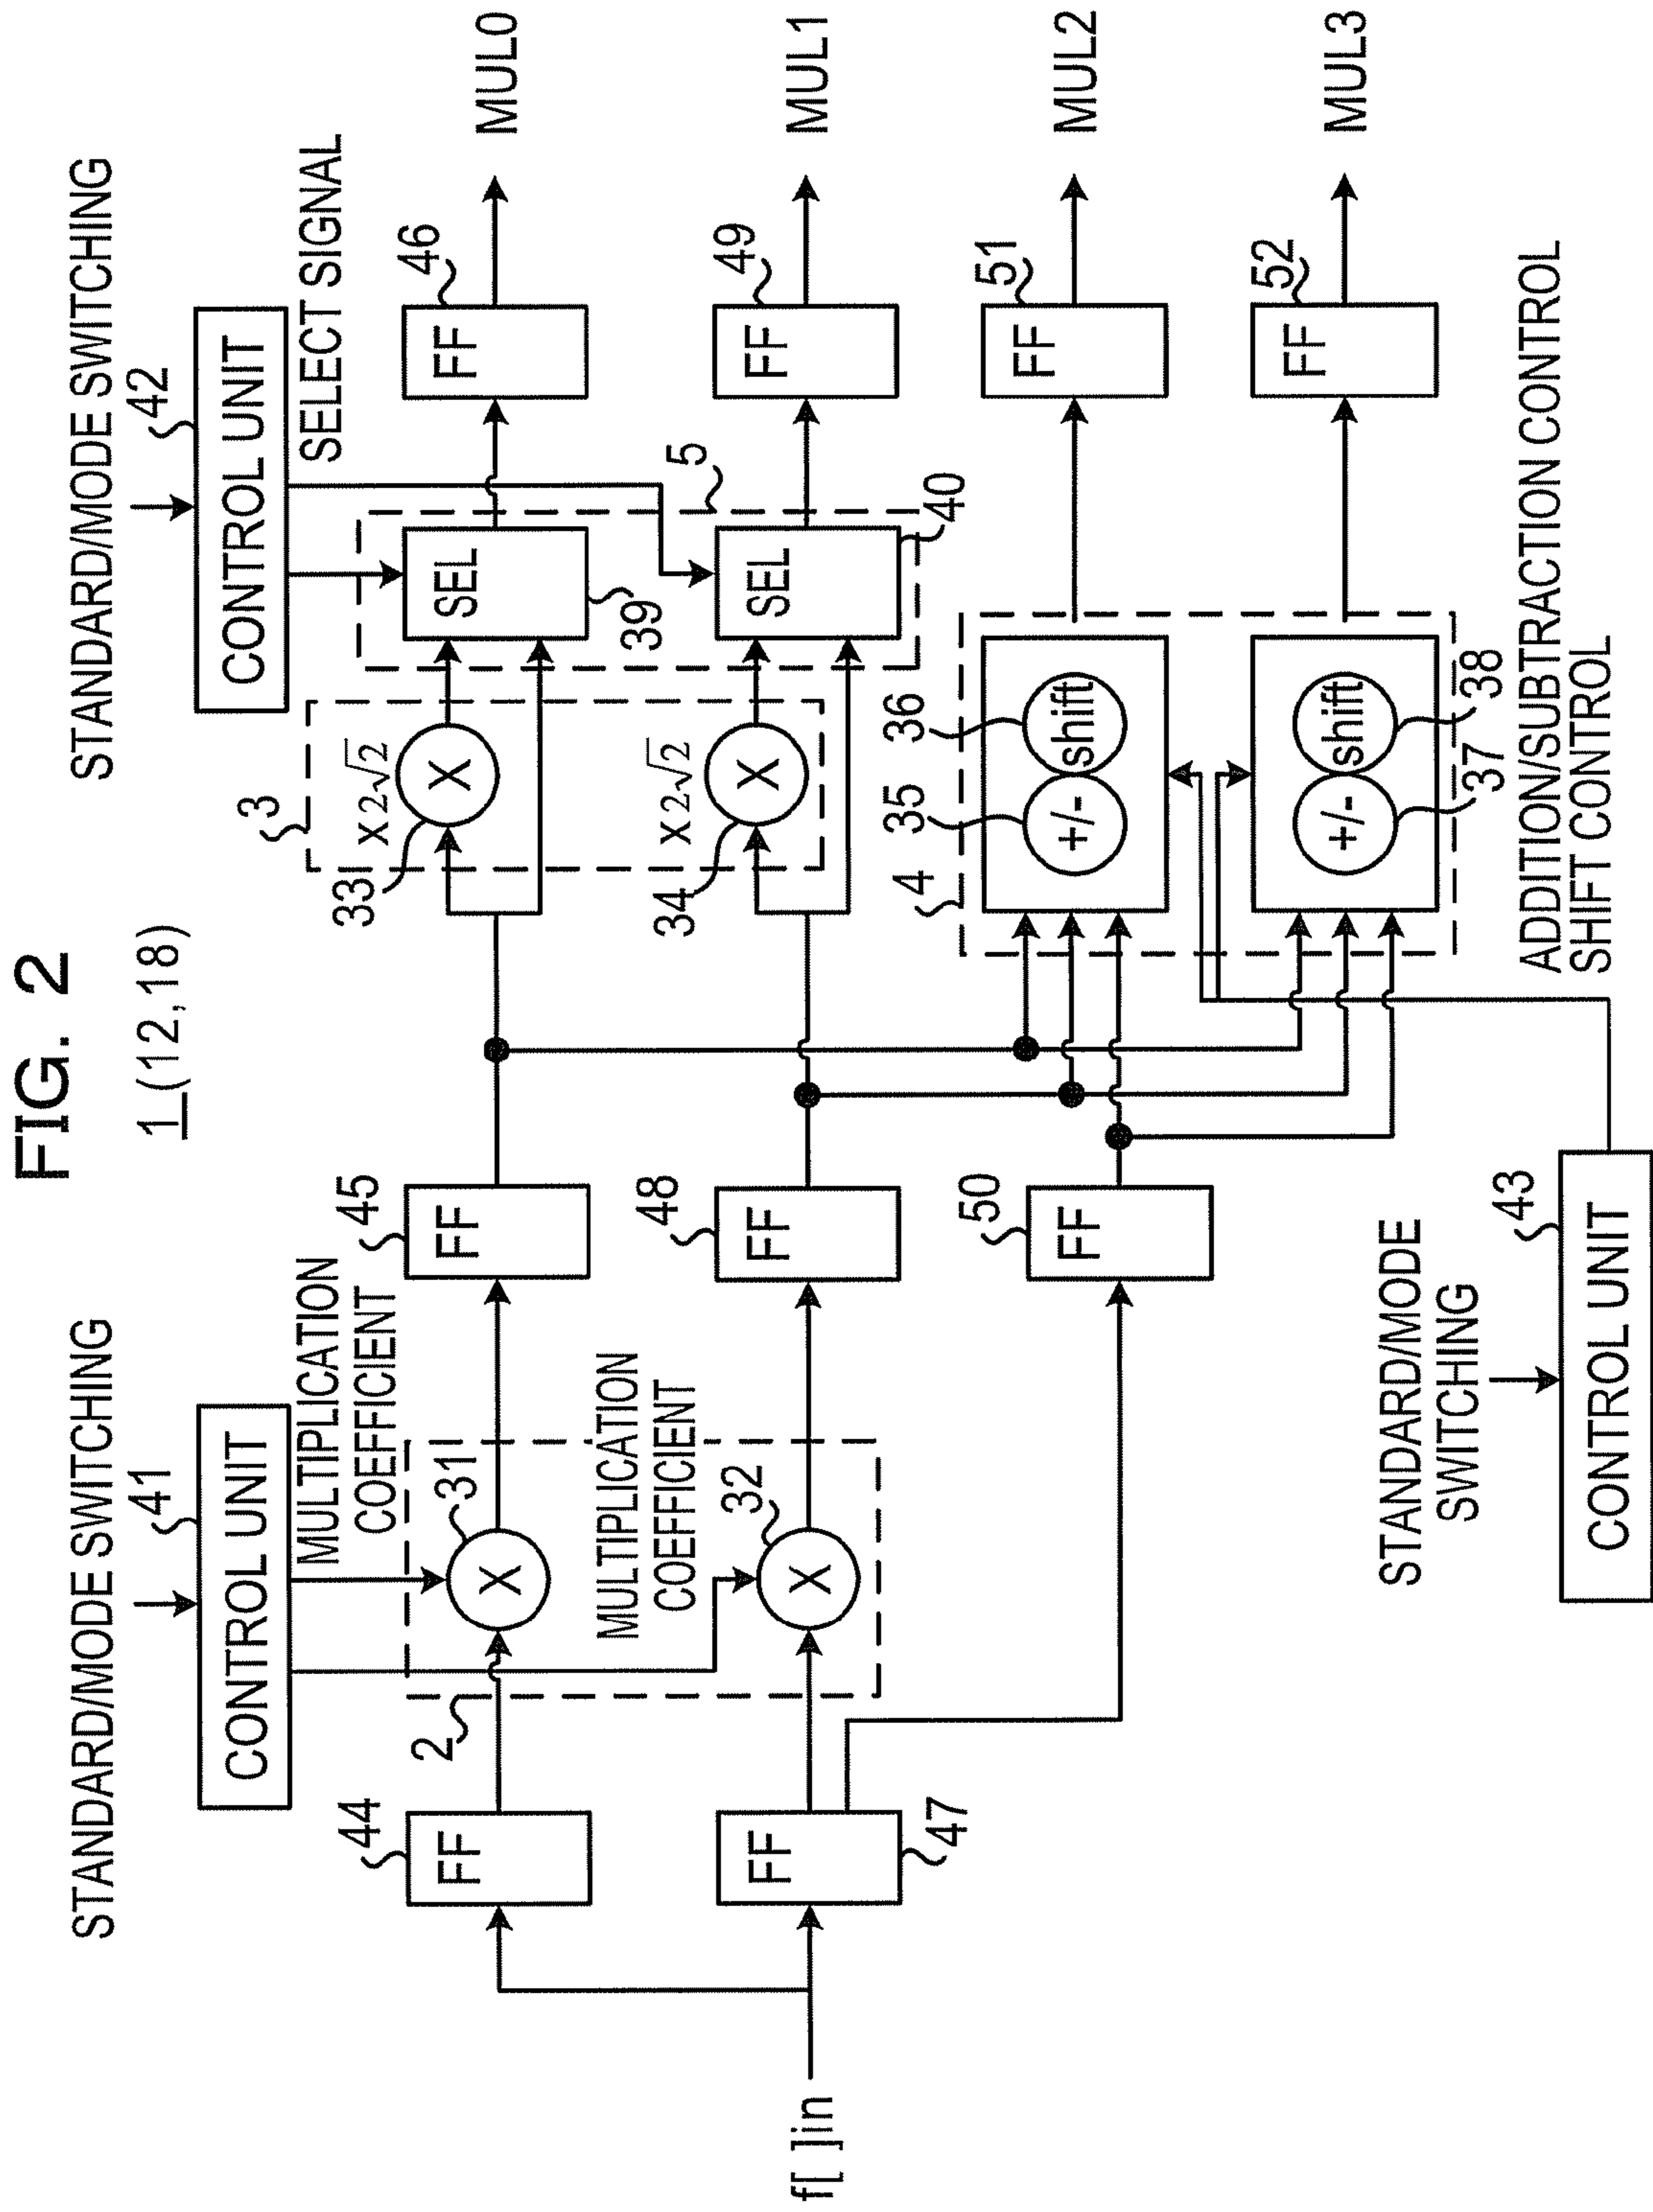 FIG. 2
1 (12,18)
STANDARD/MODE SWITCHING
41
CONTROL UNIT
MULTIPLICATION
COEFFICIENT
STANDARD/MODE SWITCHING
42
CONTROL UNIT
SELECT SIGNAL
44
FF
2
31
X
45
FF
3
x2√2
33
X
SEL
39
46
FF
MUL0
MULTIPLICATION
COEFFICIENT
f[ ]in
47
FF
32
X
48
FF
x2√2
34
X
5
SEL
40
49
FF
MUL1
50
FF
4
35
+/-
36
shift
51
FF
MUL2
37
+/-
38
shift
52
FF
MUL3
STANDARD/MODE
SWITCHING
43
CONTROL UNIT
ADDITION/SUBTRACTION CONTROL
SHIFT CONTROL